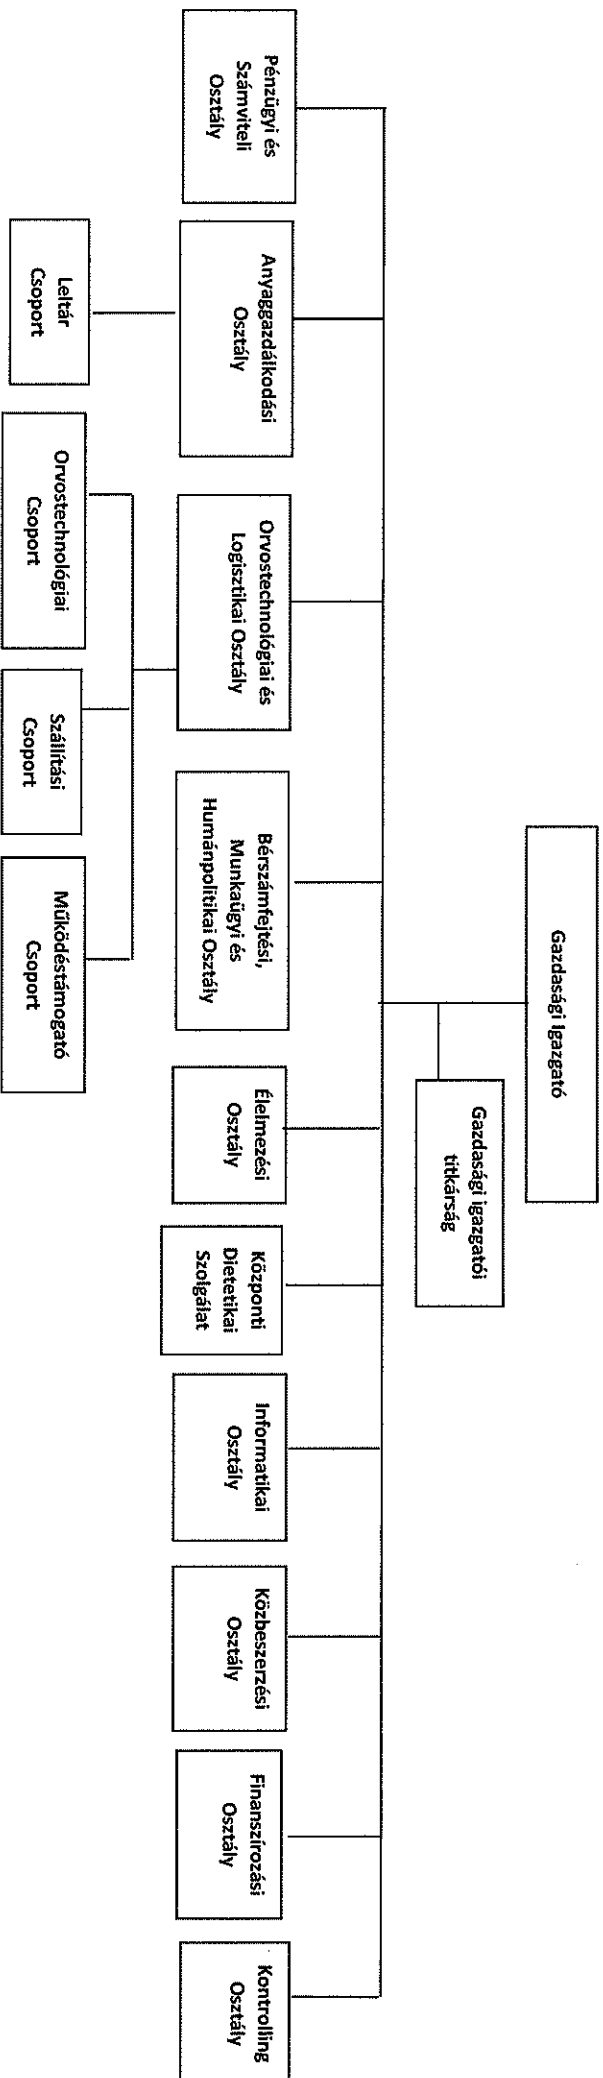 Gazdasági Igazgató
Gazdasági igazgatói
titkárság
Pénzügyi és
Számviteli
Osztály
Anyaggazdálkodási
Osztály
Orvostechnológiai és
Logisztikai Osztály
Bérszámfejtési,
Munkaügyi és
Humánpolitikai Osztály
Élelmezési
Osztály
Központi
Dietetikai
Szolgálat
Informatikai
Osztály
Közbeszerzési
Osztály
Finanszírozási
Osztály
Kontrolling
Osztály
Leltár
Csoport
Orvostechnológiai
Csoport
Szállítási
Csoport
Működéstámogató
Csoport